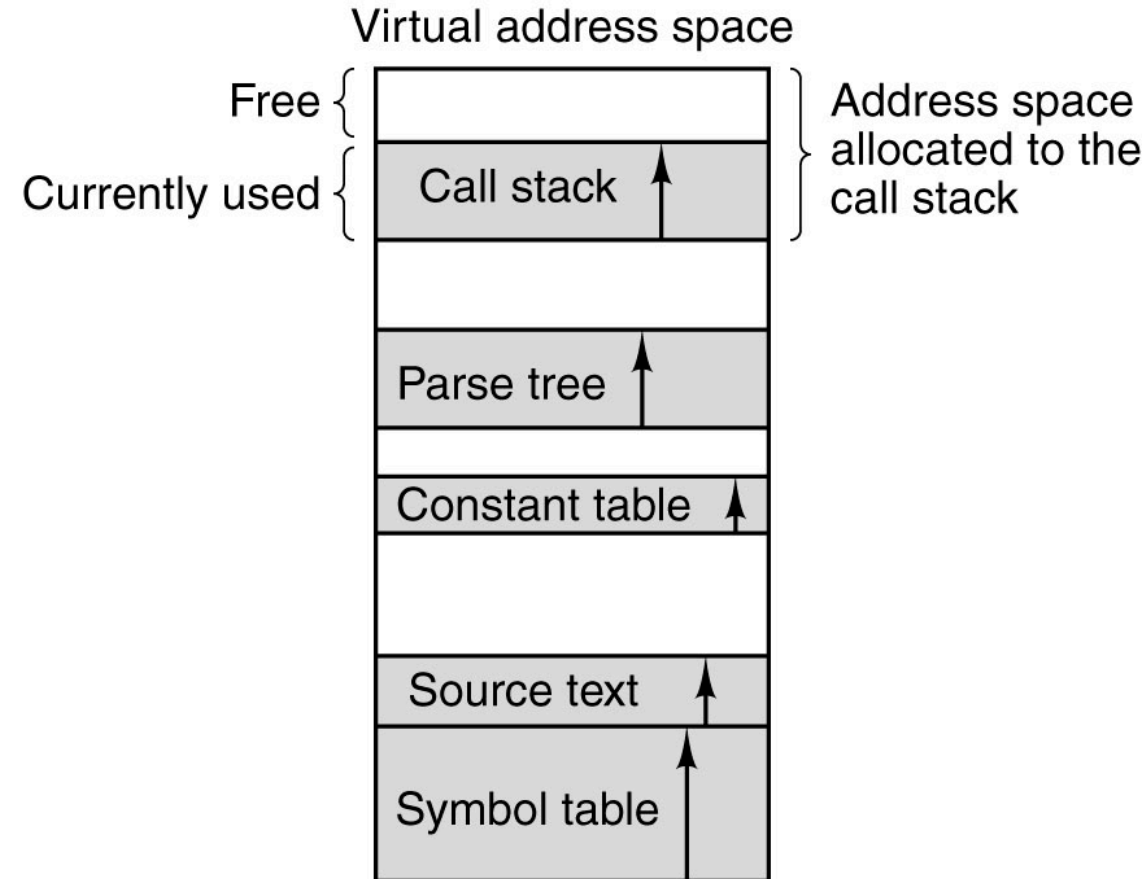 Virtual address space
Free
Currently used
Call stack
Address space
allocated to the
call stack
Parse tree
Constant table
Source text
Symbol table